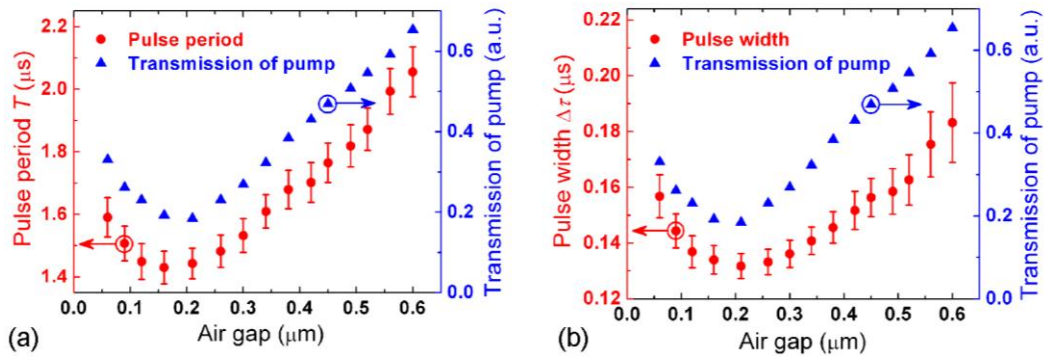 2.2
2.0
1.8
1.6
1.4
Pulse period T (μs)
Pulse period
Transmission of pump
0.6
0.4
0.2
0.0
Transmission of pump (a.u.)
0.0 0.1 0.2 0.3 0.4 0.5 0.6
Air gap (μm)
(a)
0.22
0.20
0.18
0.16
0.14
0.12
Pulse width Δτ (μs)
Pulse width
Transmission of pump
0.6
0.4
0.2
0.0
Transmission of pump (a.u.)
0.0 0.1 0.2 0.3 0.4 0.5 0.6
Air gap (μm)
(b)